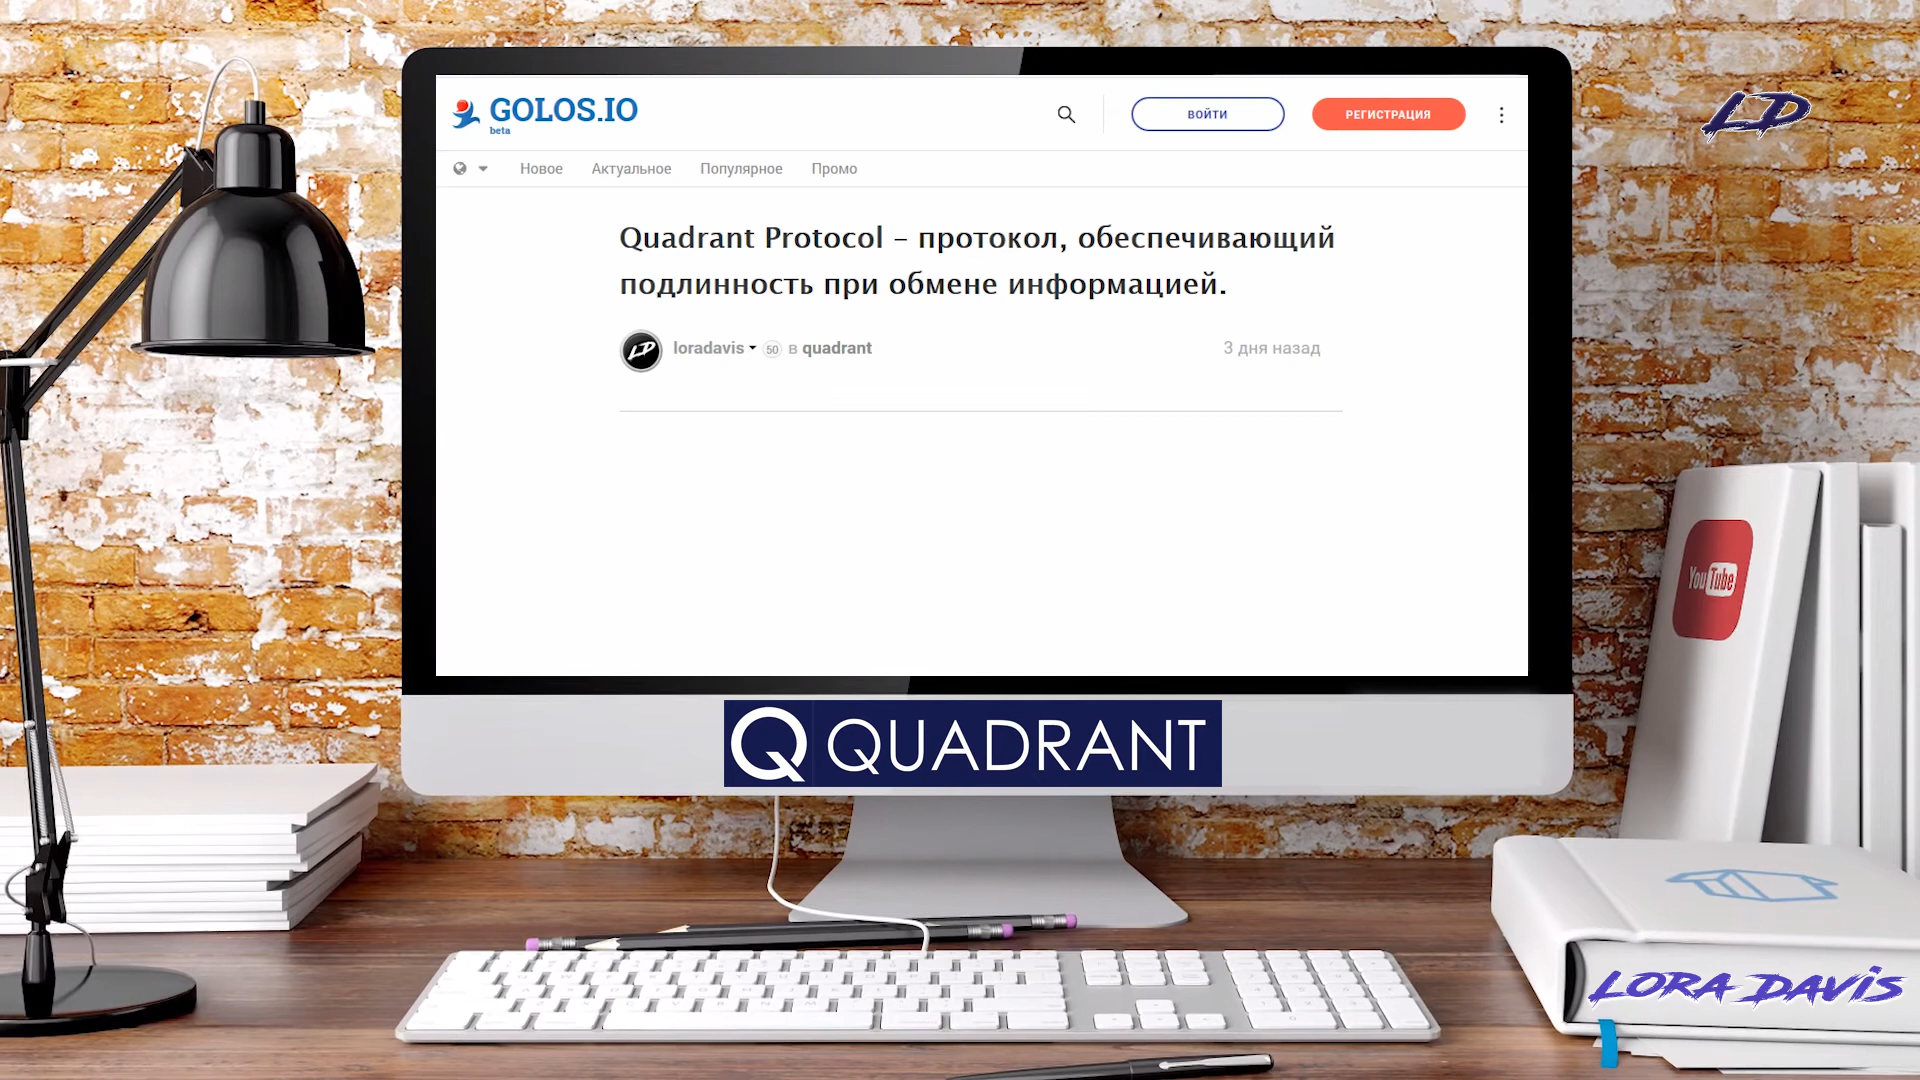 GOLOS.IO
beta
ВОЙТИ
РЕГИСТРАЦИЯ
Новое Актуальное Популярное Промо
Quadrant Protocol – протокол, обеспечивающий
подлинность при обмене информацией.
loradavis 50 в quadrant
3 дня назад
LD
LD
YouTube
Q QUADRANT
LORA DAVIS